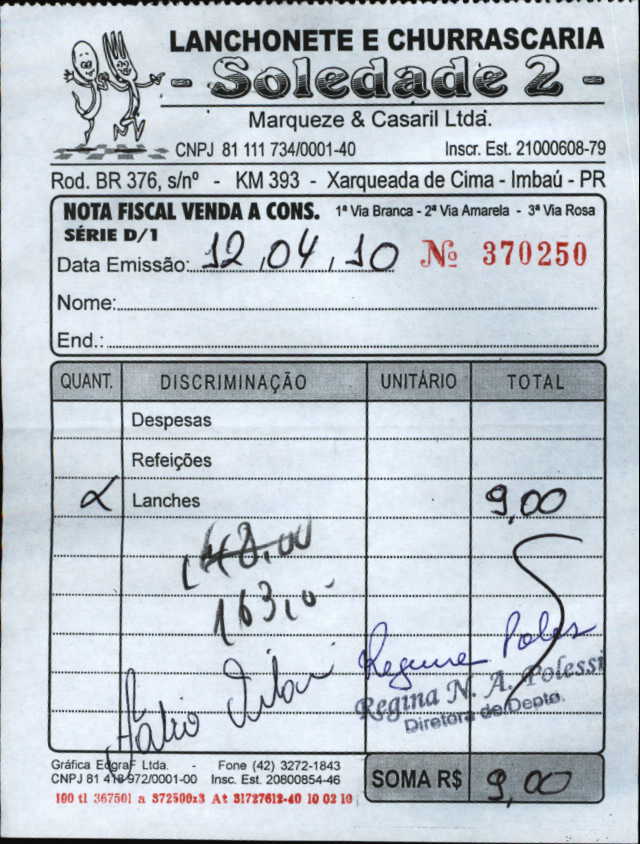 LANCHONETE E CHURRASCARIA
- Soledade 2 -
Marqueze & Casaril Ltda.
CNPJ 81 111 734/0001-40 Inscr. Est. 21000608-79
Rod. BR 376, s/nº - KM 393 - Xarqueada de Cima - Imbaú - PR
NOTA FISCAL VENDA A CONS. 1ª Via Branca - 2ª Via Amarela - 3ª Via Rosa
SÉRIE D/1
Data Emissão: 12,04,10 Nº 370250
Nome:
End.:
QUANT. DISCRIMINAÇÃO UNITÁRIO TOTAL
Despesas
Refeições
2 Lanches 9,00
148,00
163,10
Regina Poles
Regina N. A. Polessi
Diretora de Depto.
Fábio
Gráfica EdgraF Ltda. - Fone (42) 3272-1843
CNPJ 81 418 972/0001-00 Insc. Est. 20800854-46
100 tl 367501 a 372500x3 At 31727612-40 10 02 10
SOMA R$ 9,00